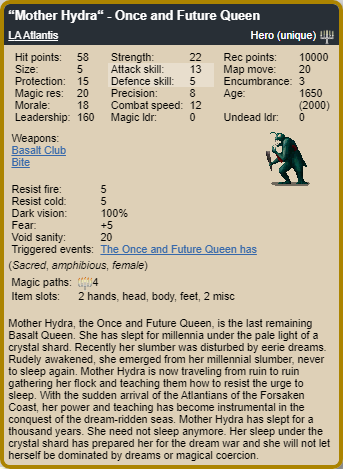 “Mother Hydra“ - Once and Future Queen
LA Atlantis Hero (unique)
Hit points: 58 Strength: 22 Rec points: 10000
Size: 5 Attack skill: 13 Map move: 20
Protection: 15 Defence skill: 5 Encumbrance: 3
Magic res: 20 Precision: 8 Age: 1650
Morale: 18 Combat speed: 12 (2000)
Leadership: 160 Magic ldr: 0 Undead ldr: 0
Weapons:
Basalt Club
Bite
Resist fire: 5
Resist cold: 5
Dark vision: 100%
Fear: +5
Void sanity: 20
Triggered events: The Once and Future Queen has
(Sacred, amphibious, female)
Magic paths: 4
Item slots: 2 hands, head, body, feet, 2 misc
Mother Hydra, the Once and Future Queen, is the last remaining
Basalt Queen. She has slept for millennia under the pale light of a
crystal shard. Recently her slumber was disturbed by eerie dreams.
Rudely awakened, she emerged from her millennial slumber, never
to sleep again. Mother Hydra is now traveling from ruin to ruin
gathering her flock and teaching them how to resist the urge to
sleep. With the sudden arrival of the Atlantians of the Forsaken
Coast, her power and teaching has become instrumental in the
conquest of the dream-ridden seas. Mother Hydra has slept for a
thousand years. She need not sleep anymore. Her sleep under the
crystal shard has prepared her for the dream war and she will not let
herself be dominated by dreams or magical coercion.